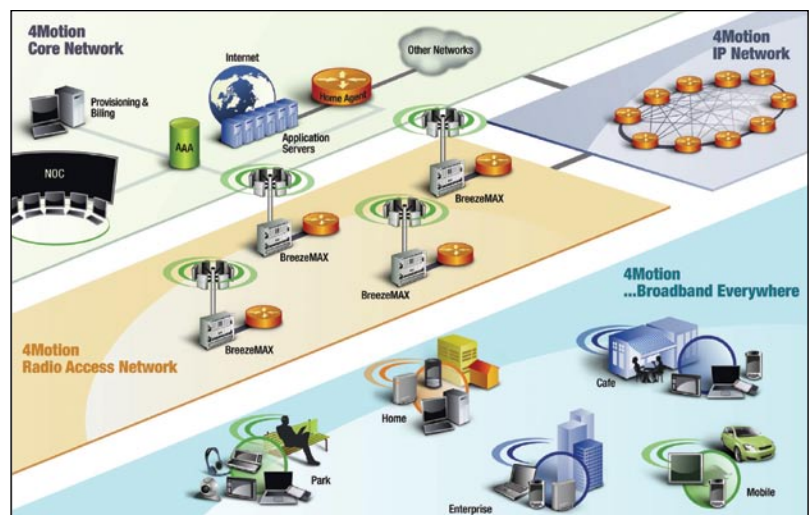 4Motion
Core Network
Internet
Other Networks
4Motion
IP Network
Provisioning &
Biling
Home Agent
Application
Servers
AAA
NOC
BreezeMAX
BreezeMAX
BreezeMAX
BreezeMAX
4Motion
...Broadband Everywhere
4Motion
Radio Access Network
Cafe
Home
Park
Enterprise
Mobile